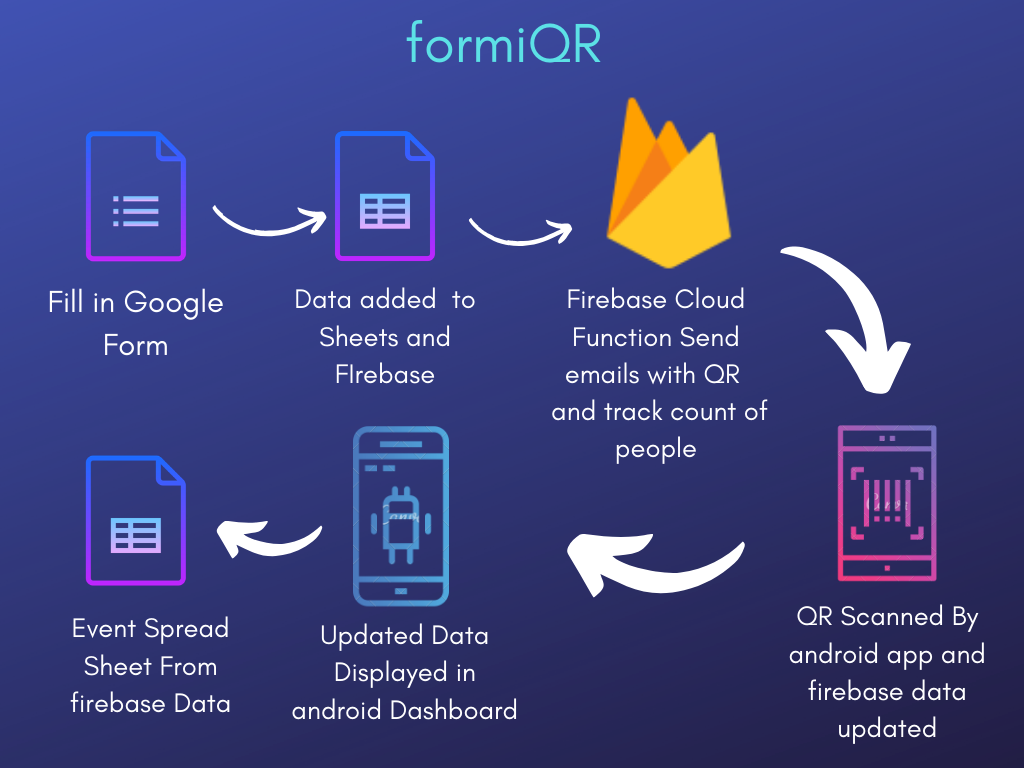 formiQR
Fill in Google
Form
Data added to
Sheets and
FIrebase
Firebase Cloud
Function Send
emails with QR
and track count of
people
QR Scanned By
android app and
firebase data
updated
Updated Data
Displayed in
android Dashboard
Event Spread
Sheet From
firebase Data